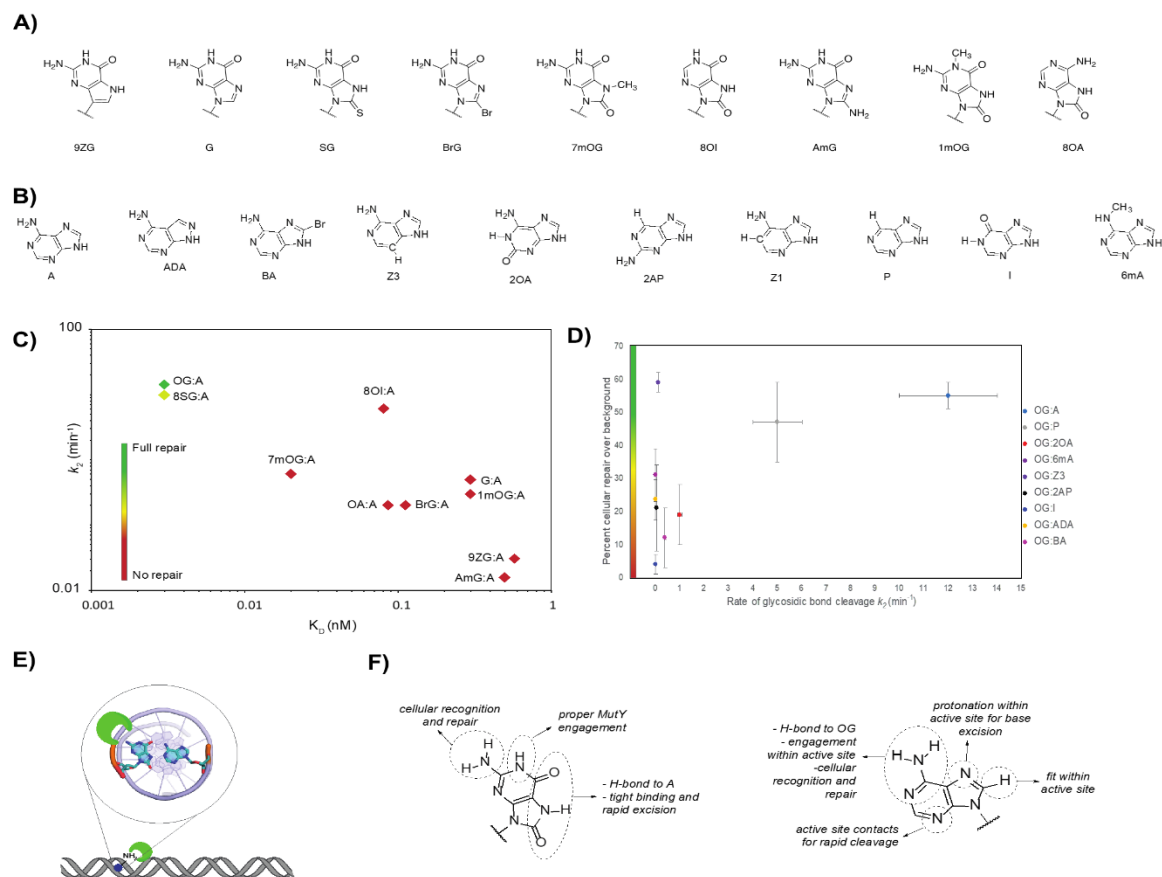 A)
9ZG
G
SG
BrG
7mOG
8OI
AmG
1mOG
8OA
B)
A
ADA
BA
Z3
2OA
2AP
Z1
P
I
6mA
C)
100
k2 (min-1)
0.01
OG:A
8SG:A
8OI:A
7mOG:A
G:A
1mOG:A
OA:A
BrG:A
9ZG:A
AmG:A
Full repair
No repair
0.001
0.01
0.1
1
KD (nM)
D)
Percent cellular repair over background
70
60
50
40
30
20
10
0
0 1 2 3 4 5 6 7 8 9 10 11 12 13 14 15
Rate of glycosidic bond cleavage k2 (min-1)
OG:A
OG:P
OG:2OA
OG:6mA
OG:Z3
OG:2AP
OG:I
OG:ADA
OG:BA
E)
F)
cellular recognition
and repair
proper MutY
engagement
- H-bond to A
- tight binding and
rapid excision
- H-bond to OG
- engagement
within active site
-cellular
recognition and
repair
protonation within
active site for base
excision
fit within
active site
active site contacts
for rapid cleavage